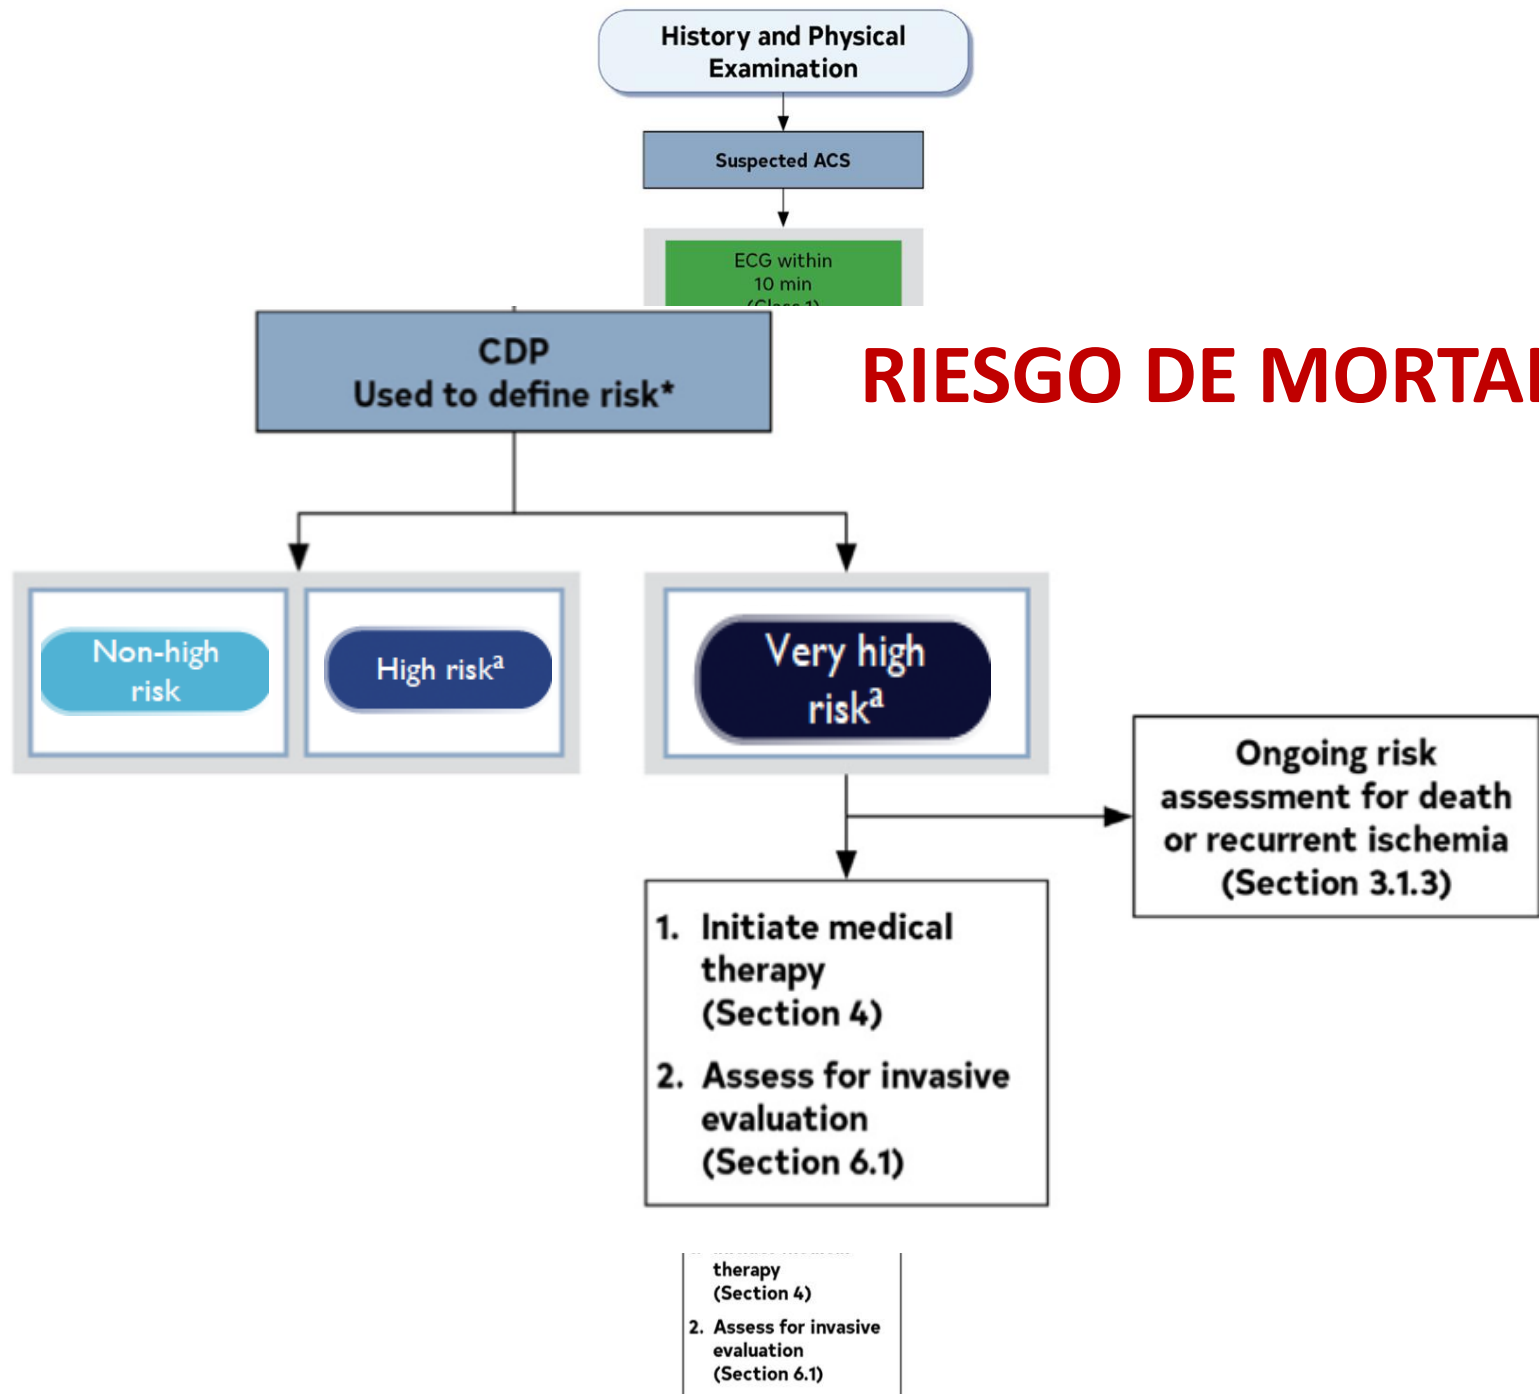 History and Physical
Examination
Suspected ACS
ECG within
10 min
(Class 1)
CDP
Used to define risk*
RIESGO DE MORTAL
Non-high
risk
High riskᵃ
Very high
riskᵃ
Ongoing risk
assessment for death
or recurrent ischemia
(Section 3.1.3)
1. Initiate medical
therapy
(Section 4)
2. Assess for invasive
evaluation
(Section 6.1)
therapy
(Section 4)
2. Assess for invasive
evaluation
(Section 6.1)